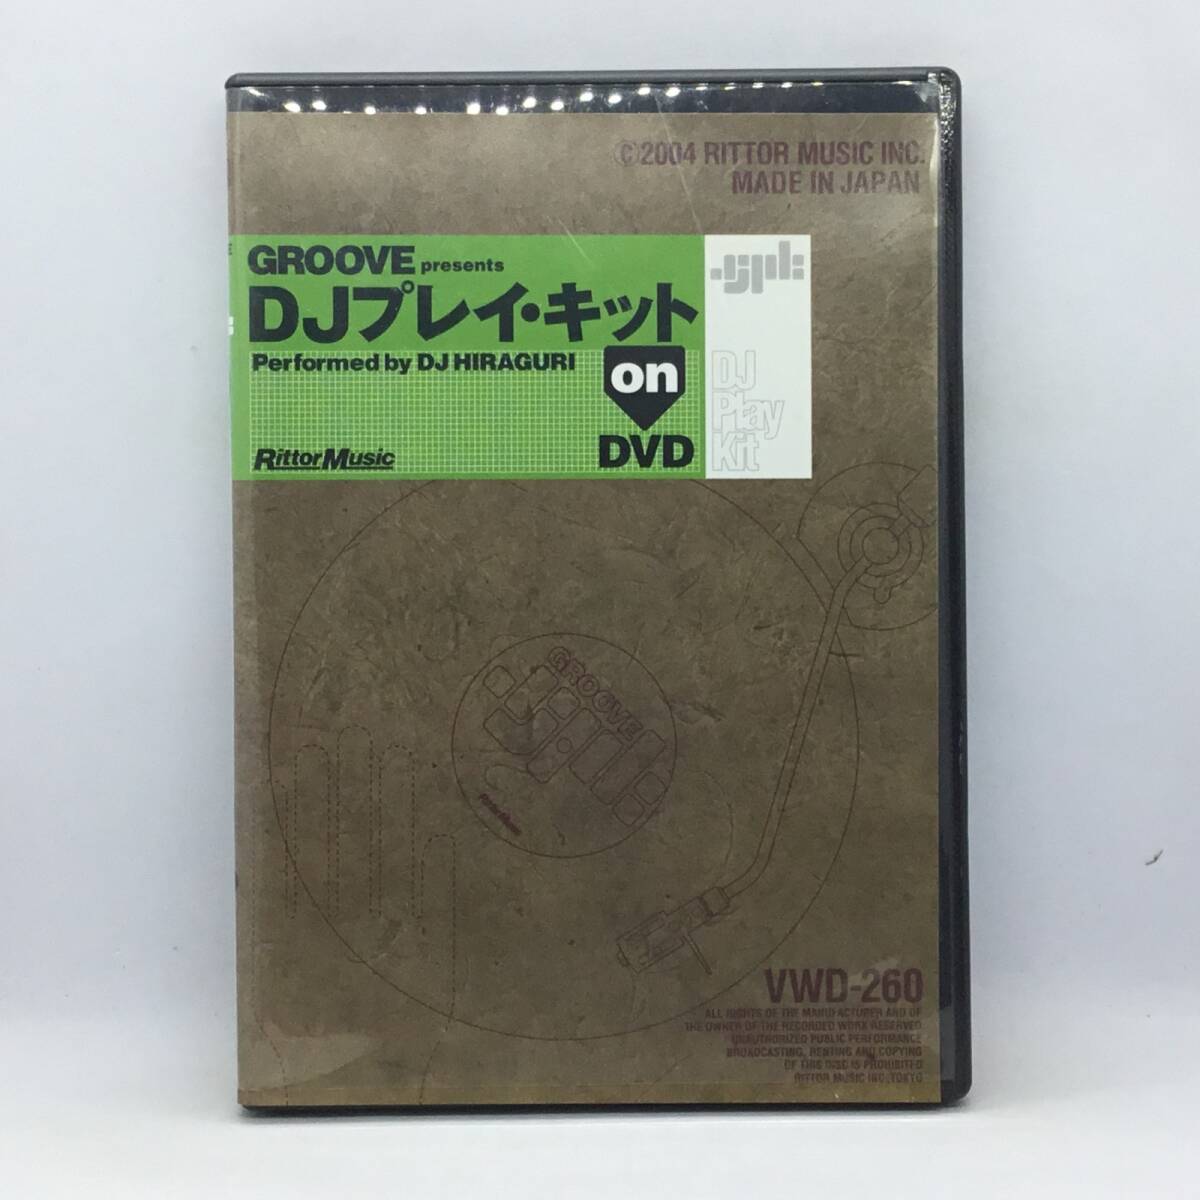 ©2004 RITTOR MUSIC INC.
MADE IN JAPAN
GROOVE presents
DJプレイ・キット
Performed by DJ HIRAGURI
on
DVD
RittorMusic
DJ
Play
Kit
GROOVE
RittorMusic
VWD-260
ALL RIGHTS OF THE MANUFACTURER AND OF
THE OWNER OF THE RECORDED WORK RESERVED
UNAUTHORIZED PUBLIC PERFORMANCE
BROADCASTING, RENTING AND COPYING
OF THIS DISC IS PROHIBITED
RITTOR MUSIC INC.,TOKYO